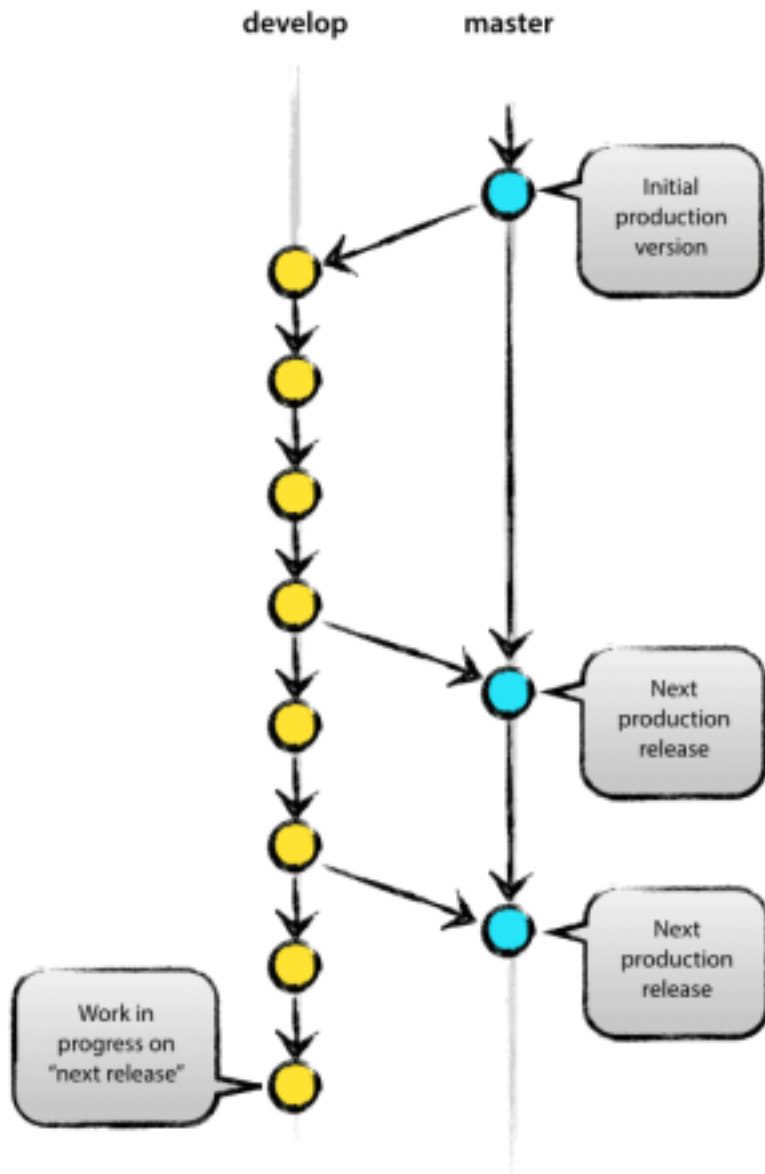 develop
master
Initial
production
version
Next
production
release
Next
production
release
Work in
progress on
“next release”